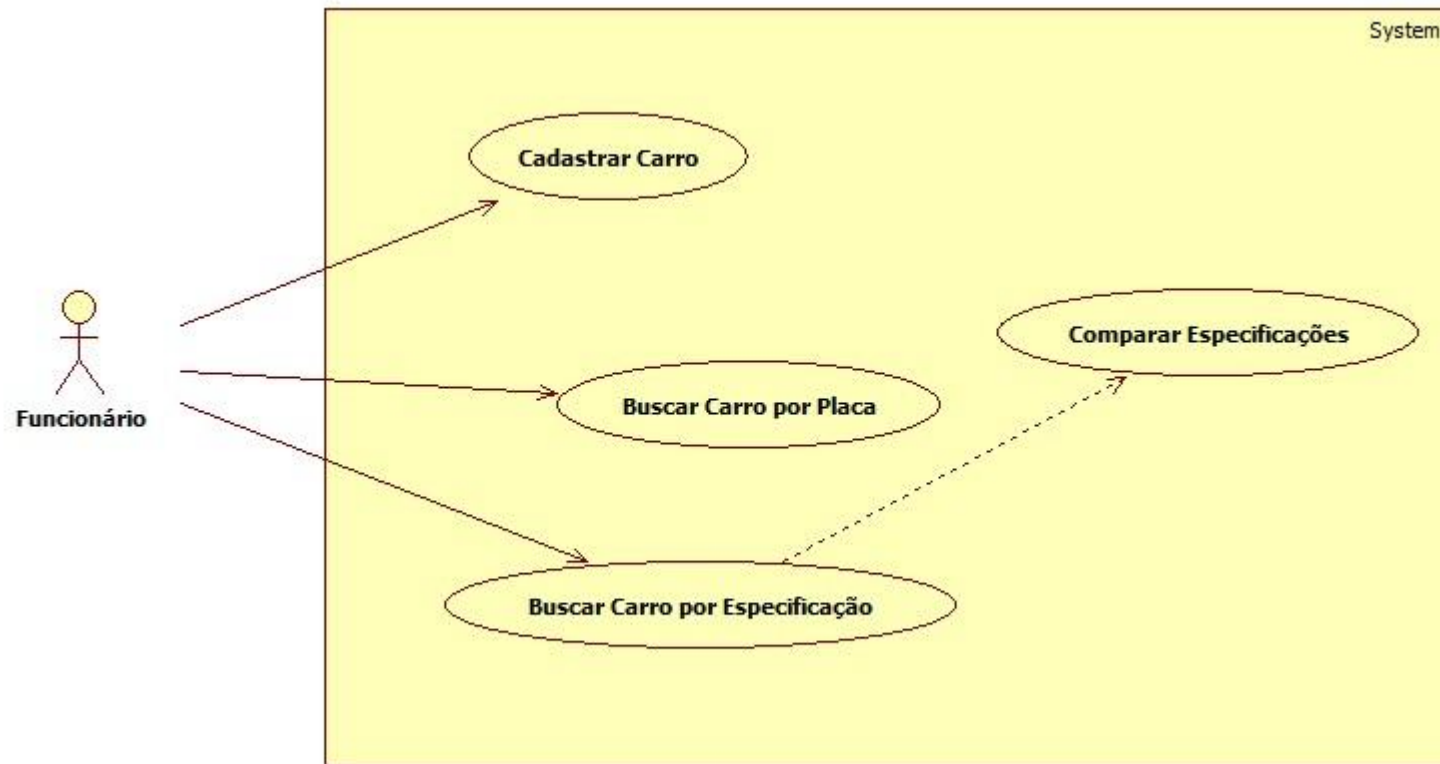 System
Cadastrar Carro
Comparar Especificações
Buscar Carro por Placa
Funcionário
Buscar Carro por Especificação